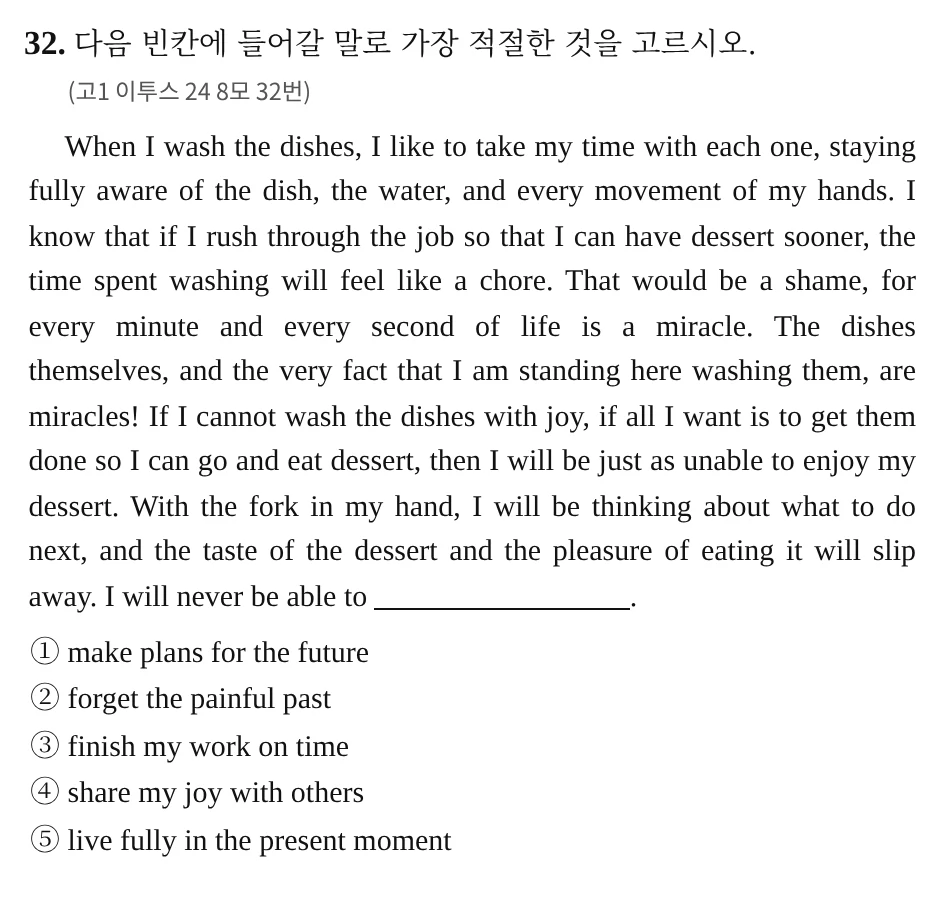 32. 다음 빈칸에 들어갈 말로 가장 적절한 것을 고르시오.
(고1 이투스 24 8모 32번)
When I wash the dishes, I like to take my time with each one, staying
fully aware of the dish, the water, and every movement of my hands. I
know that if I rush through the job so that I can have dessert sooner, the
time spent washing will feel like a chore. That would be a shame, for
every minute and every second of life is a miracle. The dishes
themselves, and the very fact that I am standing here washing them, are
miracles! If I cannot wash the dishes with joy, if all I want is to get them
done so I can go and eat dessert, then I will be just as unable to enjoy my
dessert. With the fork in my hand, I will be thinking about what to do
next, and the taste of the dessert and the pleasure of eating it will slip
away. I will never be able to ________________.
① make plans for the future
② forget the painful past
③ finish my work on time
④ share my joy with others
⑤ live fully in the present moment